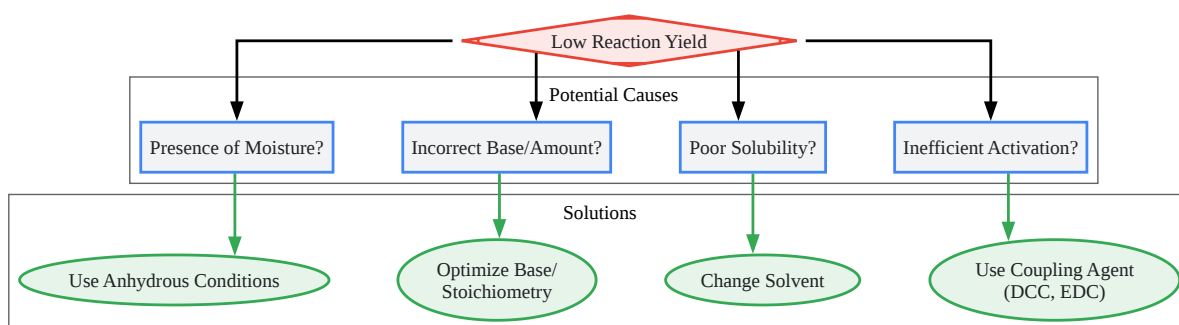 Low Reaction Yield
Potential Causes
Presence of Moisture?
Incorrect Base/Amount?
Poor Solubility?
Inefficient Activation?
Solutions
Use Anhydrous Conditions
Optimize Base/
Stoichiometry
Change Solvent
Use Coupling Agent
(DCC, EDC)